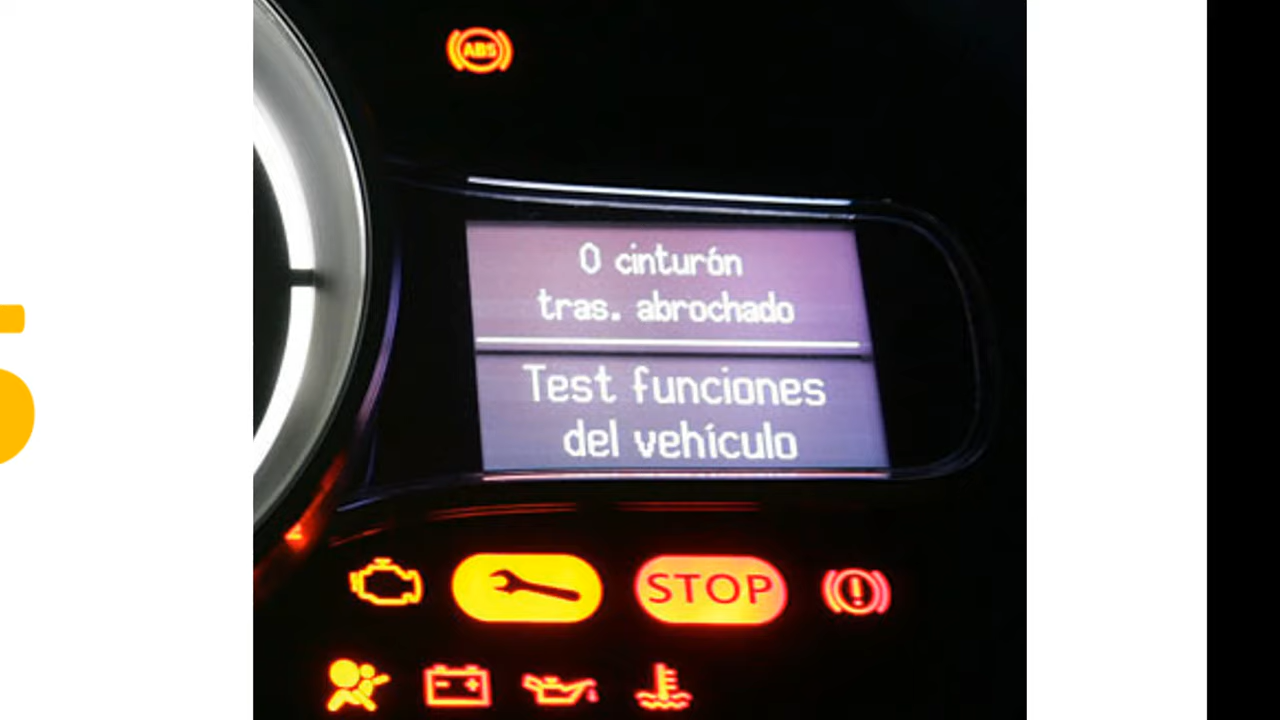 ABS
0 cinturón
tras. abrochado
Test funciones
del vehículo
STOP